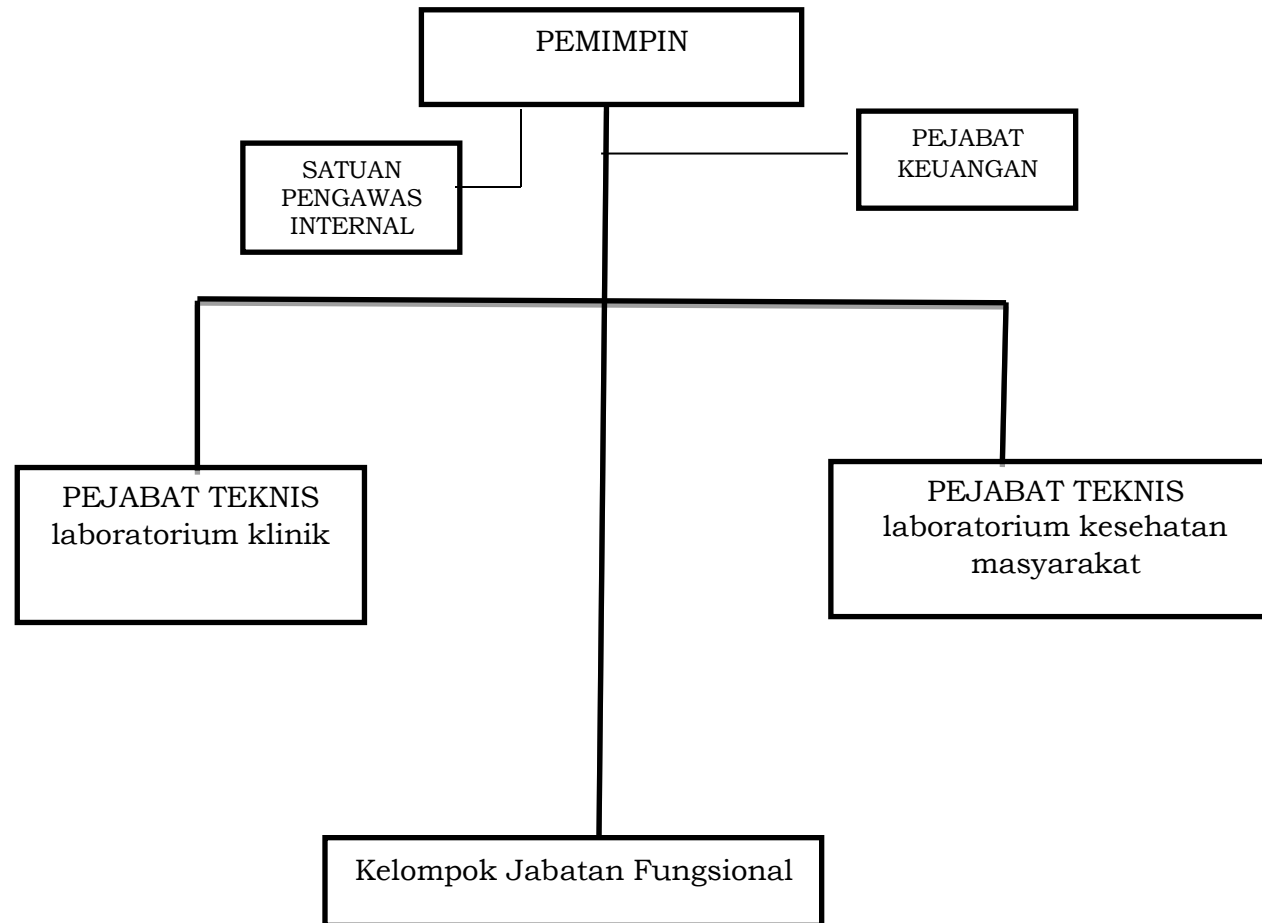 PEMIMPIN
SATUAN
PENGAWAS
INTERNAL
PEJABAT
KEUANGAN
PEJABAT TEKNIS
laboratorium klinik
PEJABAT TEKNIS
laboratorium kesehatan
masyarakat
Kelompok Jabatan Fungsional